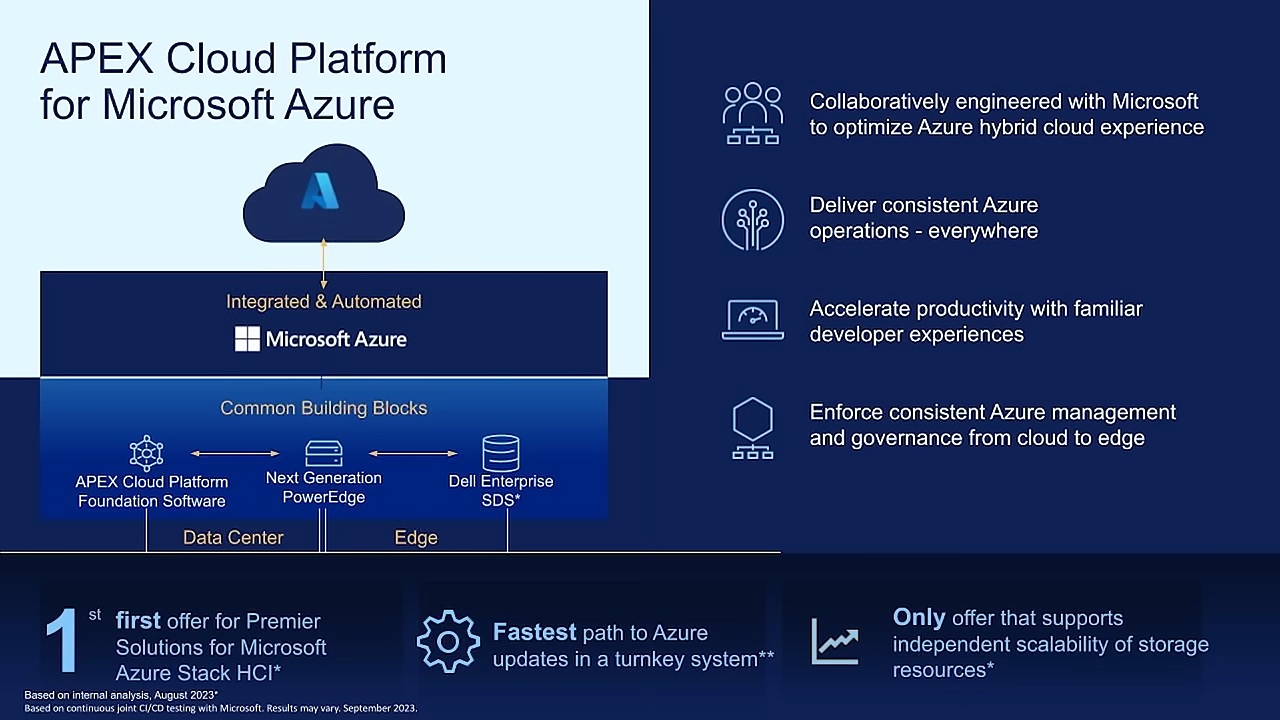 APEX Cloud Platform
for Microsoft Azure
Integrated & Automated
Microsoft Azure
Common Building Blocks
APEX Cloud Platform
Foundation Software
Next Generation
PowerEdge
Dell Enterprise
SDS*
Data Center
Edge
Collaboratively engineered with Microsoft
to optimize Azure hybrid cloud experience
Deliver consistent Azure
operations - everywhere
Accelerate productivity with familiar
developer experiences
Enforce consistent Azure management
and governance from cloud to edge
1st
first offer for Premier
Solutions for Microsoft
Azure Stack HCI*
Fastest path to Azure
updates in a turnkey system**
Only offer that supports
independent scalability of storage
resources*
Based on internal analysis, August 2023*
Based on continuous joint CI/CD testing with Microsoft. Results may vary. September 2023.